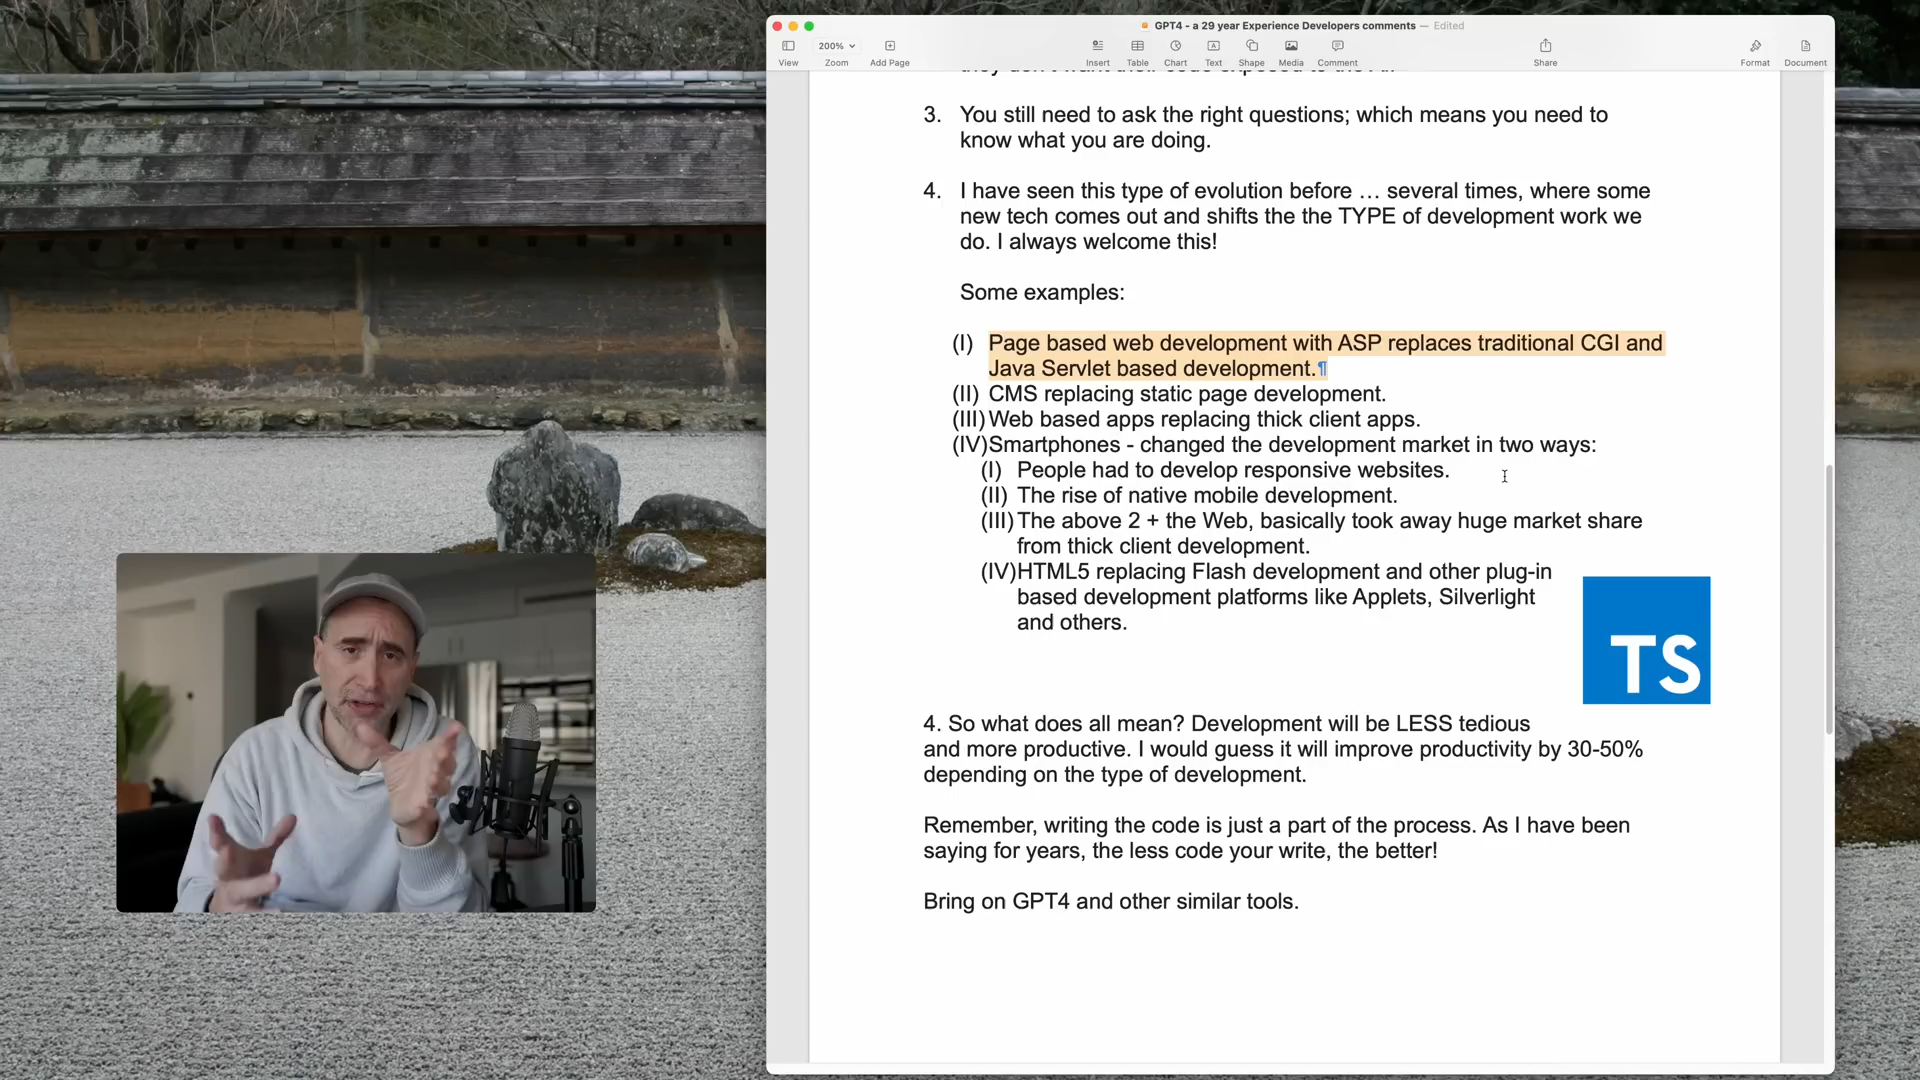 GPT4 - a 29 year Experience Developers comments — Edited
200%
View
Zoom
Add Page
Insert
Table
Chart
Text
Shape
Media
Comment
Share
Format
Document
3. You still need to ask the right questions; which means you need to
know what you are doing.
4. I have seen this type of evolution before … several times, where some
new tech comes out and shifts the the TYPE of development work we
do. I always welcome this!
Some examples:
(I) Page based web development with ASP replaces traditional CGI and
Java Servlet based development.¶
(II) CMS replacing static page development.
(III) Web based apps replacing thick client apps.
(IV) Smartphones - changed the development market in two ways:
(I) People had to develop responsive websites.
(II) The rise of native mobile development.
(III) The above 2 + the Web, basically took away huge market share
from thick client development.
(IV) HTML5 replacing Flash development and other plug-in
based development platforms like Applets, Silverlight
and others.
TS
4. So what does all mean? Development will be LESS tedious
and more productive. I would guess it will improve productivity by 30-50%
depending on the type of development.
Remember, writing the code is just a part of the process. As I have been
saying for years, the less code your write, the better!
Bring on GPT4 and other similar tools.